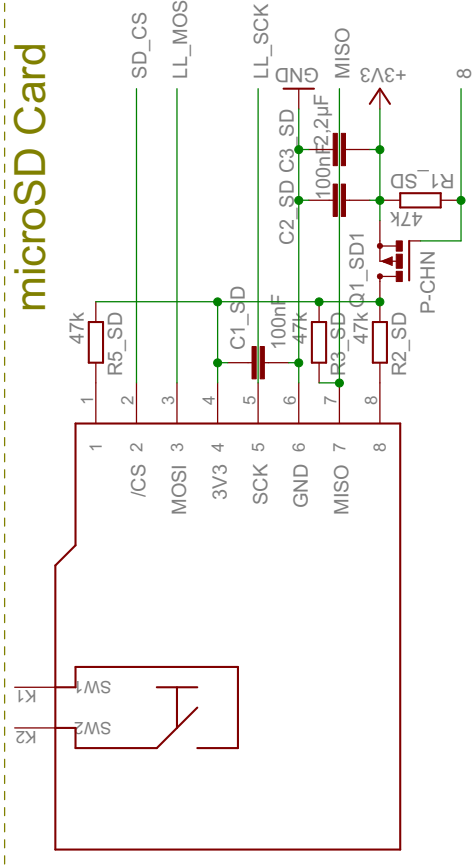 microSD Card
SD_CS
LL_MOS
LL_SCK
GND
MISO
+3V3
8
C3_SD
2,2µF
C2_SD
100nF
R1_SD
47k
Q1_SD1
P-CHN
47k
R5_SD
C1_SD
100nF
47k
R3_SD
47k
R2_SD
1
2
3
4
5
6
7
8
1
2
3
4
5
6
7
8
/CS
MOSI
3V3
SCK
GND
MISO
K1
SW1
K2
SW2